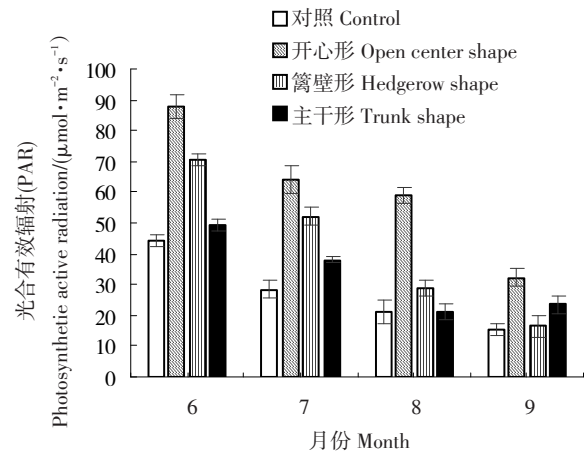 对照 Control
开心形 Open center shape
篱壁形 Hedgerow shape
主干形 Trunk shape
光合有效辐射(PAR)
Photosynthetie active radiation/(μmol·m⁻²·s⁻¹)
100
90
80
70
60
50
40
30
20
10
0
6 7 8 9
月份 Month